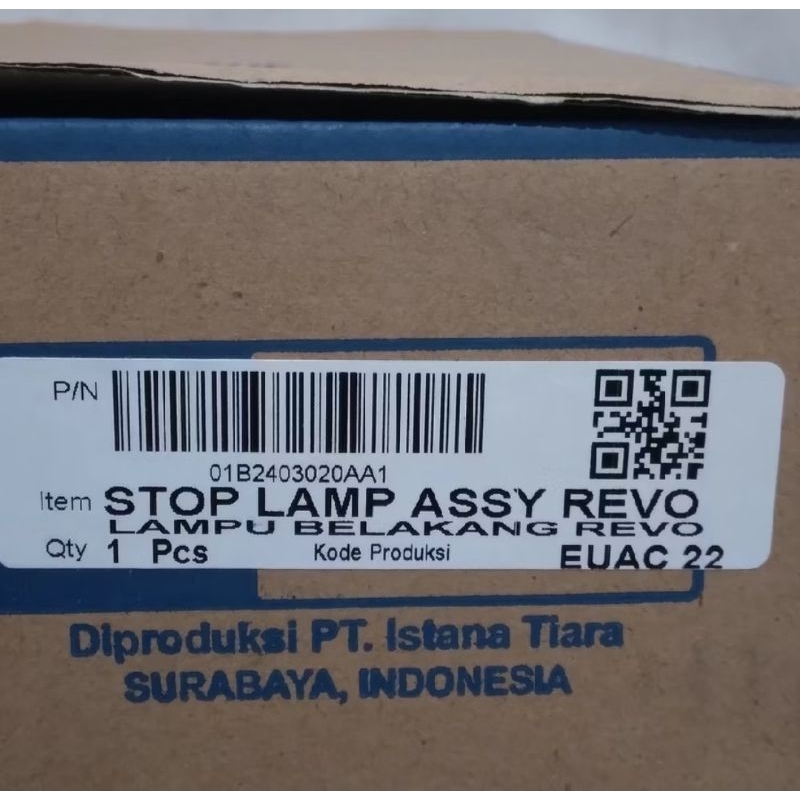 P/N
01B2403020AA1
Item STOP LAMP ASSY REVO
LAMPU BELAKANG REVO
Qty 1 Pcs Kode Produksi EUAC 22
Diproduksi PT. Istana Tiara
SURABAYA, INDONESIA